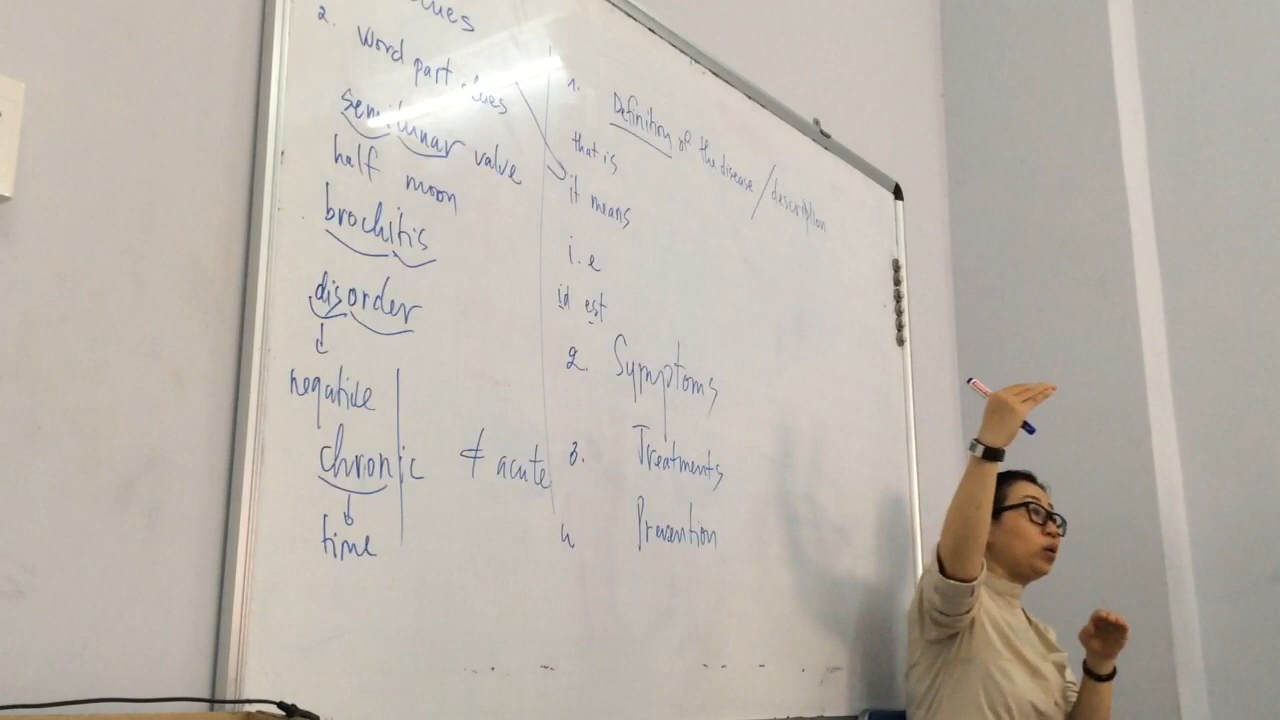 2. Word part clues
semilunar valve
half moon
brochitis
disorder
negative
chronic ≠ acute
time
1. Definition of the disease / description
that is
it means
i.e
id est
2. Symptoms
3. Treatments
4 Prevention